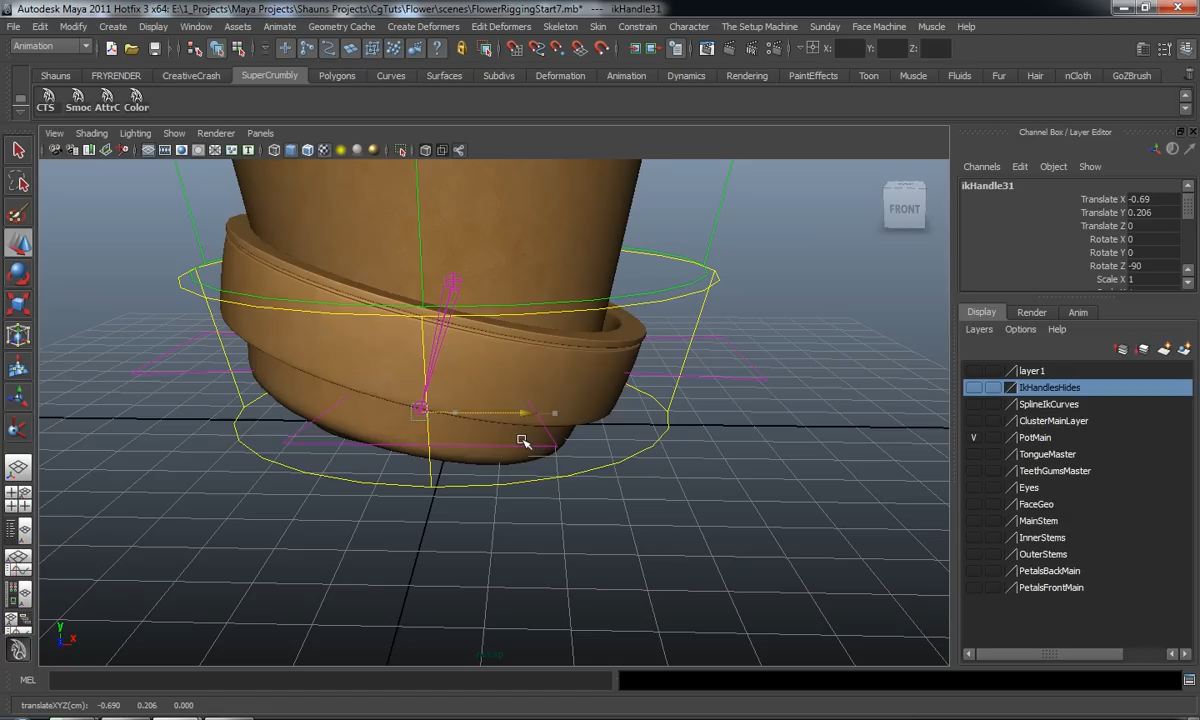 Autodesk Maya 2011 Hotfix 3 x64: E:\1_Projects\Maya Projects\Shauns Projects\CgTuts\Flower\scenes\FlowerRiggingStart7.mb* --- ikHandle31
File Edit Modify Create Display Window Assets Animate Geometry Cache Create Deformers Edit Deformers Skeleton Skin Constrain Character The Setup Machine Face Machine Muscle Help
Animation X: Y: Z:
Shauns FRYRENDER CreativeCrash SuperCrumbly Polygons Curves Surfaces Subdivs Deformation Animation Dynamics Rendering PaintEffects Toon Muscle Fluids Fur Hair nCloth GoZBrush
CTS Smoc AttrC Color
View Shading Lighting Show Renderer Panels
Channel Box / Layer Editor
Channels Edit Object Show
ikHandle31
Translate X -0.69
Translate Y 0.206
Translate Z 0
Rotate X 0
Rotate Y 0
Rotate Z -90
Scale X 1
FRONT
Display Render Anim
Layers Options Help
layer1
IkHandlesHides
SplineIkCurves
ClusterMainLayer
V PotMain
TongueMaster
TeethGumsMaster
Eyes
FaceGeo
MainStem
InnerStems
OuterStems
PetalsBackMain
PetalsFrontMain
y
x
persp
MEL
translateXYZ(cm): -0.690 0.206 0.000